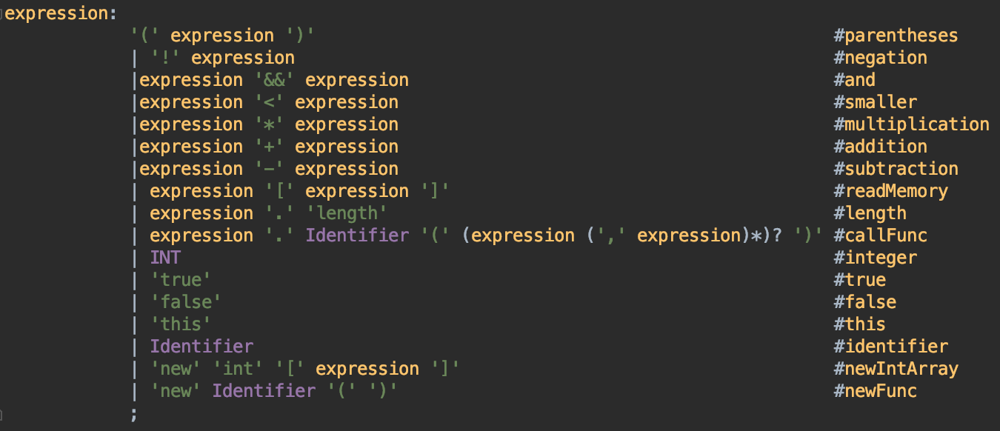 expression:
'(' expression ')' #parentheses
| '!' expression #negation
|expression '&&' expression #and
|expression '<' expression #smaller
|expression '*' expression #multiplication
|expression '+' expression #addition
|expression '-' expression #subtraction
| expression '[' expression ']' #readMemory
| expression '.' 'length' #length
| expression '.' Identifier '(' (expression (',' expression)*)? ')' #callFunc
| INT #integer
| 'true' #true
| 'false' #false
| 'this' #this
| Identifier #identifier
| 'new' 'int' '[' expression ']' #newIntArray
| 'new' Identifier '(' ')' #newFunc
;